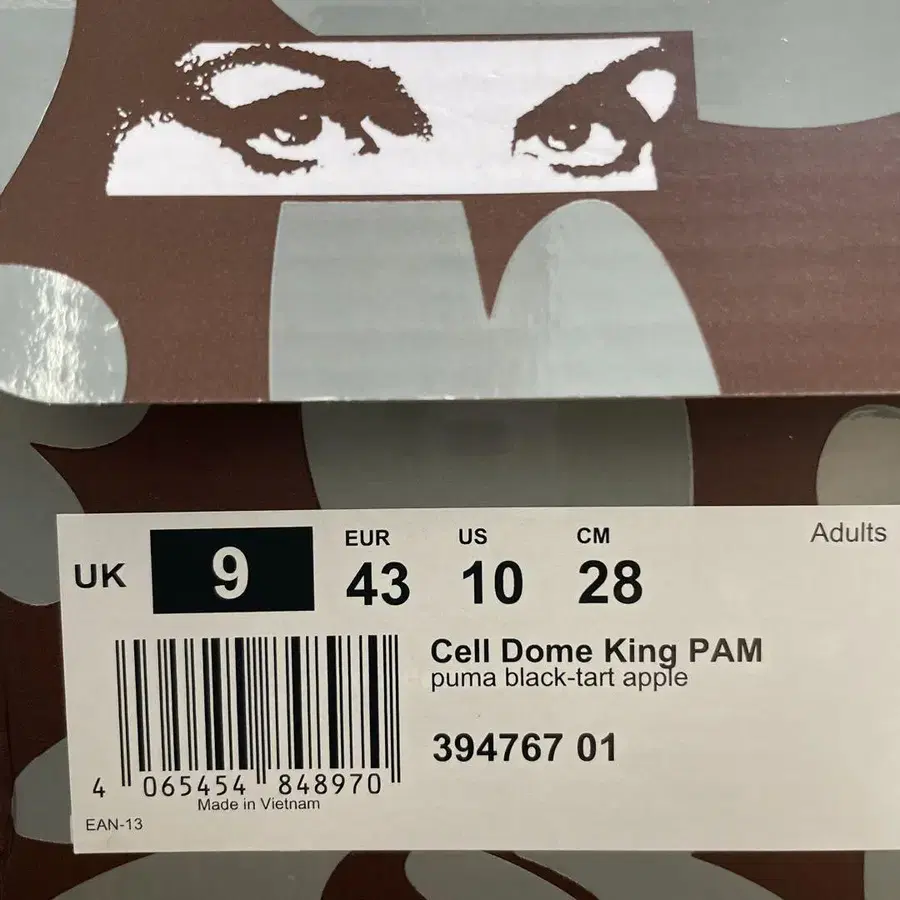 UK 9 EUR 43 US 10 CM 28 Adults
Cell Dome King PAM
puma black-tart apple
394767 01
4 065454 848970
Made in Vietnam
EAN-13